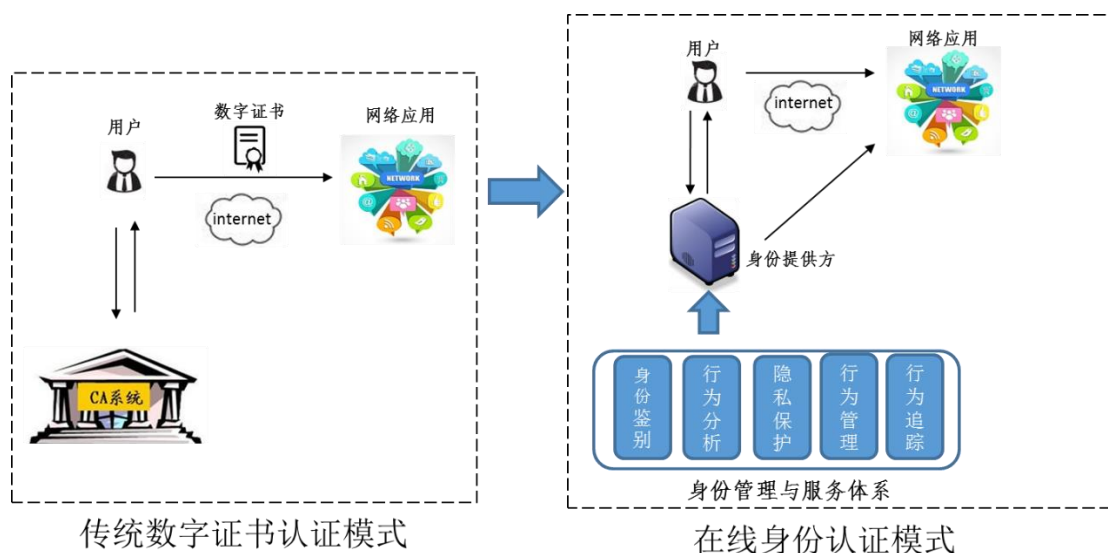 用户
数字证书
网络应用
NETWORK
internet
CA系统
传统数字证书认证模式
用户
网络应用
NETWORK
internet
身份提供方
身份鉴别
行为分析
隐私保护
行为管理
行为追踪
身份管理与服务体系
在线身份认证模式